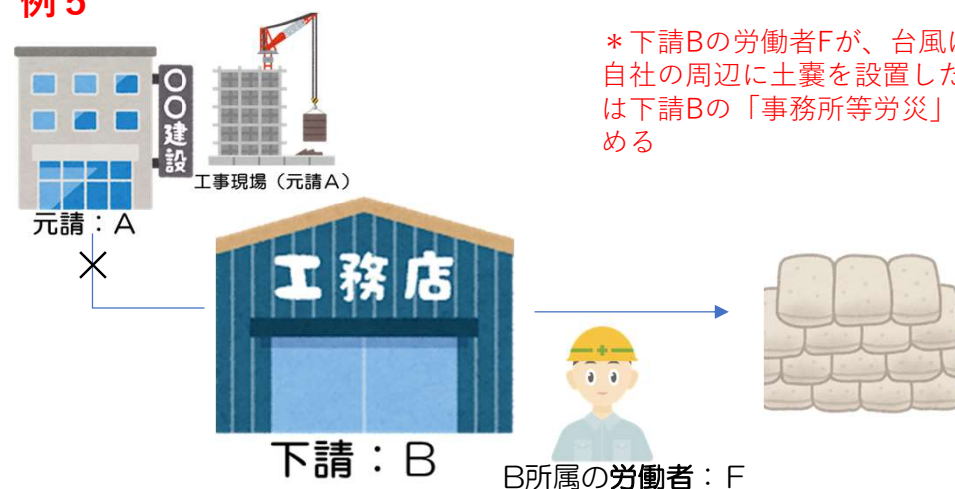 例5
*下請Bの労働者Fが、台風に
自社の周辺に土嚢を設置した
は下請Bの「事務所等労災」
める
〇〇建設
工事現場（元請A）
元請：A
工務店
下請：B
B所属の労働者：F